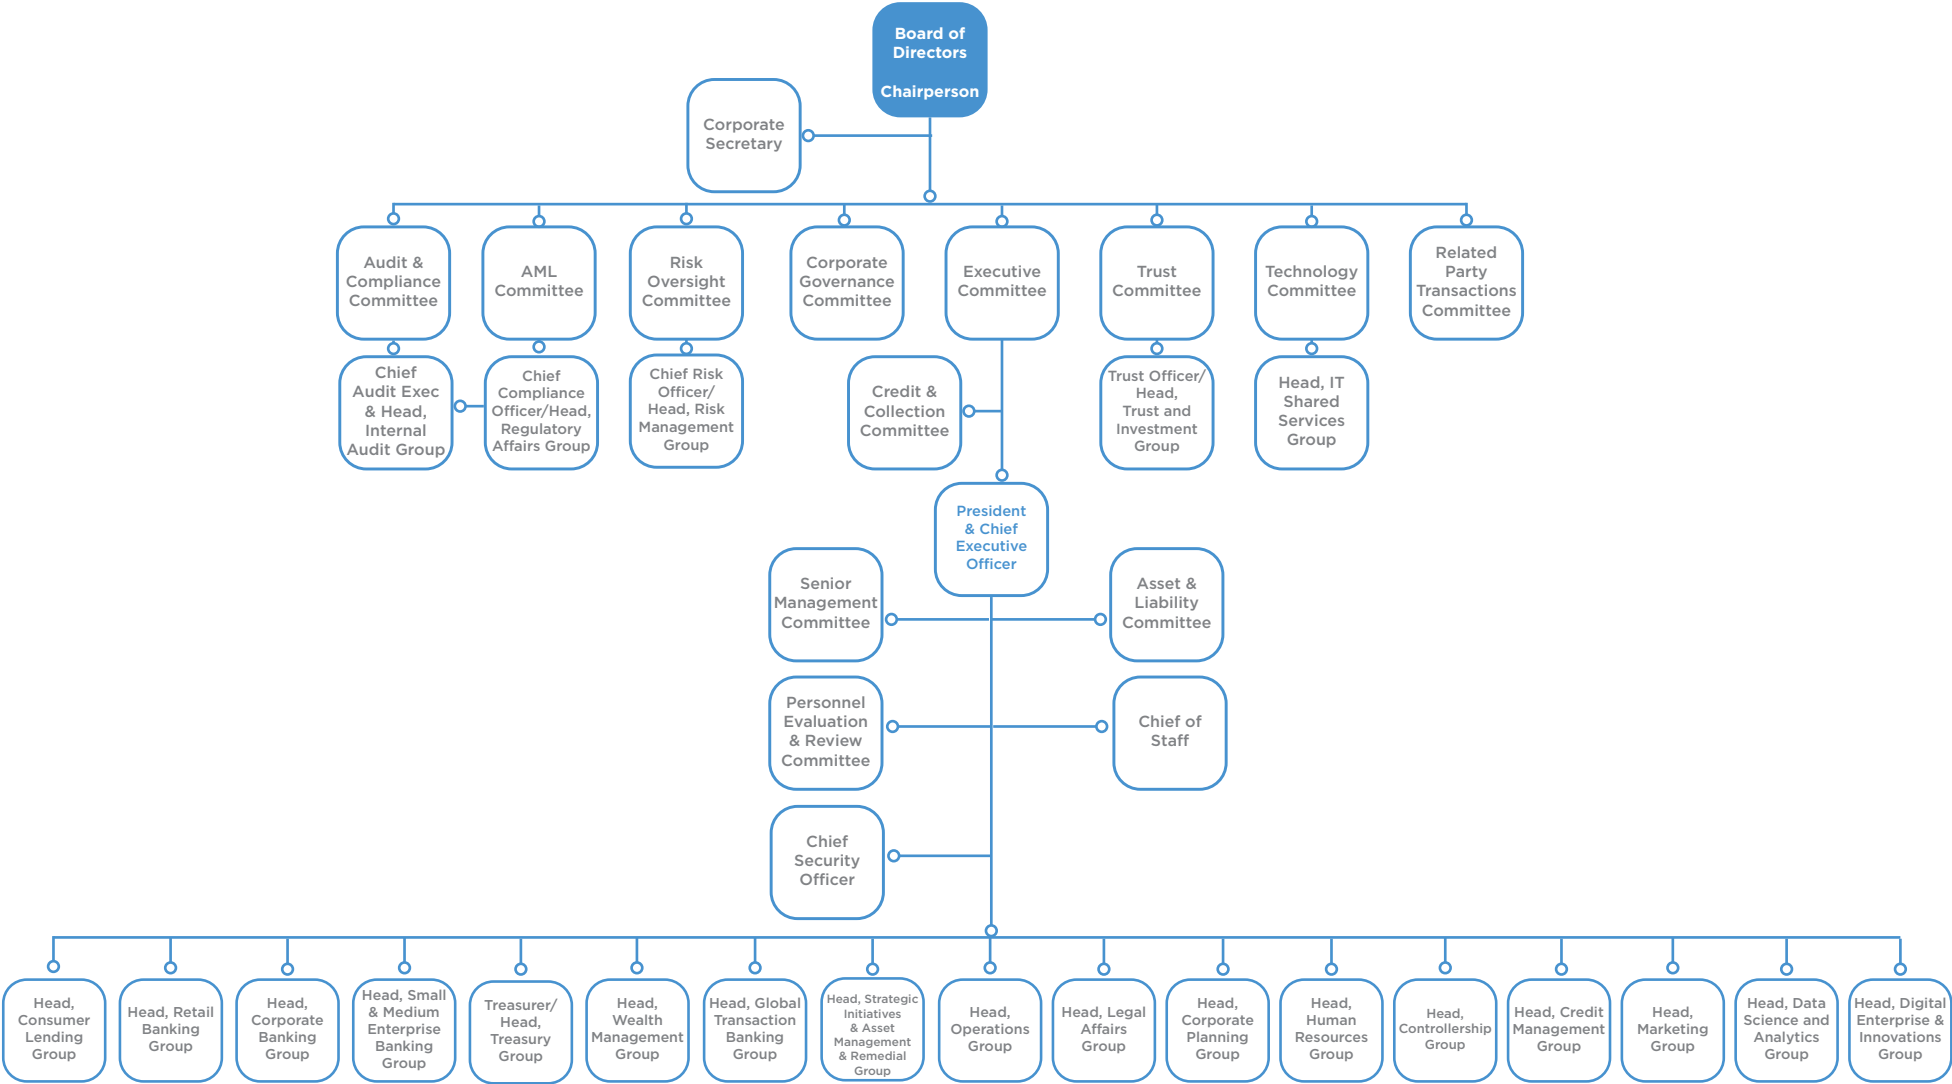 Board of
Directors
Chairperson
Corporate
Secretary
Audit &
Compliance
Committee
AML
Committee
Risk
Oversight
Committee
Corporate
Governance
Committee
Executive
Committee
Trust
Committee
Technology
Committee
Related
Party
Transactions
Committee
Chief
Audit Exec
& Head,
Internal
Audit Group
Chief
Compliance
Officer/Head,
Regulatory
Affairs Group
Chief Risk
Officer/
Head, Risk
Management
Group
Credit &
Collection
Committee
Trust Officer/
Head,
Trust and
Investment
Group
Head, IT
Shared
Services
Group
President
& Chief
Executive
Officer
Senior
Management
Committee
Asset &
Liability
Committee
Personnel
Evaluation
& Review
Committee
Chief of
Staff
Chief
Security
Officer
Head,
Consumer
Lending
Group
Head, Retail
Banking
Group
Head,
Corporate
Banking
Group
Head, Small
& Medium
Enterprise
Banking
Group
Treasurer/
Head,
Treasury
Group
Head,
Wealth
Management
Group
Head, Global
Transaction
Banking
Group
Head, Strategic
Initiatives
& Asset
Management
& Remedial
Group
Head,
Operations
Group
Head, Legal
Affairs
Group
Head,
Corporate
Planning
Group
Head,
Human
Resources
Group
Head,
Controllership
Group
Head, Credit
Management
Group
Head,
Marketing
Group
Head, Data
Science and
Analytics
Group
Head, Digital
Enterprise &
Innovations
Group